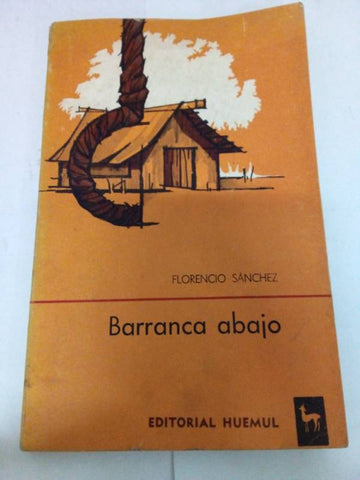 FLORENCIO SÁNCHEZ
Barranca abajo
EDITORIAL HUEMUL